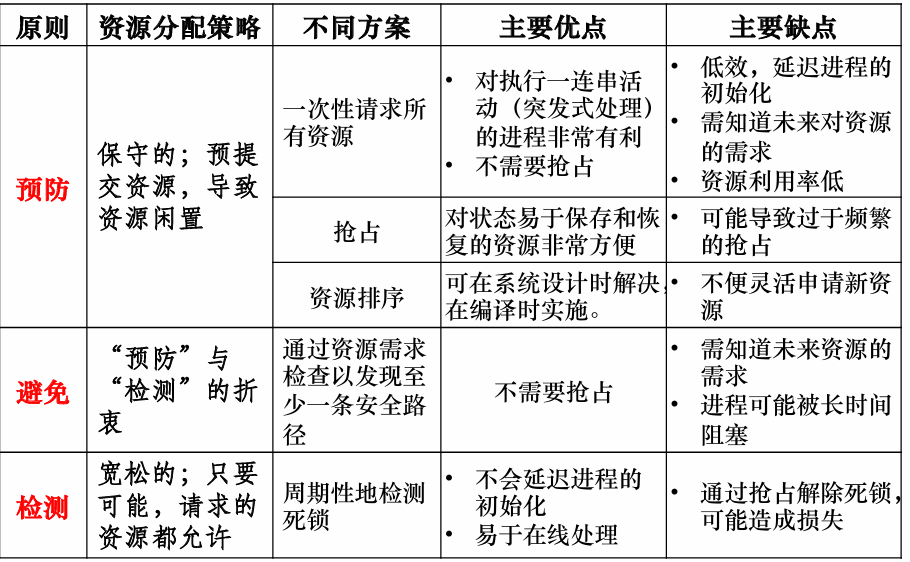 原则 资源分配策略 不同方案 主要优点 主要缺点
预防
保守的；预提
交资源，导致
资源闲置
一次性请求所
有资源
• 对执行一连串活
动（突发式处理）
的进程非常有利
• 不需要抢占
• 低效，延迟进程的
初始化
• 需知道未来对资源
的需求
• 资源利用率低
抢占
对状态易于保存和恢
复的资源非常方便
• 可能导致过于频繁
的抢占
资源排序
可在系统设计时解决，
在编译时实施。
• 不便灵活申请新资
源
避免
“预防”与
“检测”的折
衷
通过资源需求
检查以发现至
少一条安全路
径
不需要抢占
• 需知道未来资源的
需求
• 进程可能被长时间
阻塞
检测
宽松的；只要
可能，请求的
资源都允许
周期性地检测
死锁
• 不会延迟进程的
初始化
• 易于在线处理
• 通过抢占解除死锁，
可能造成损失